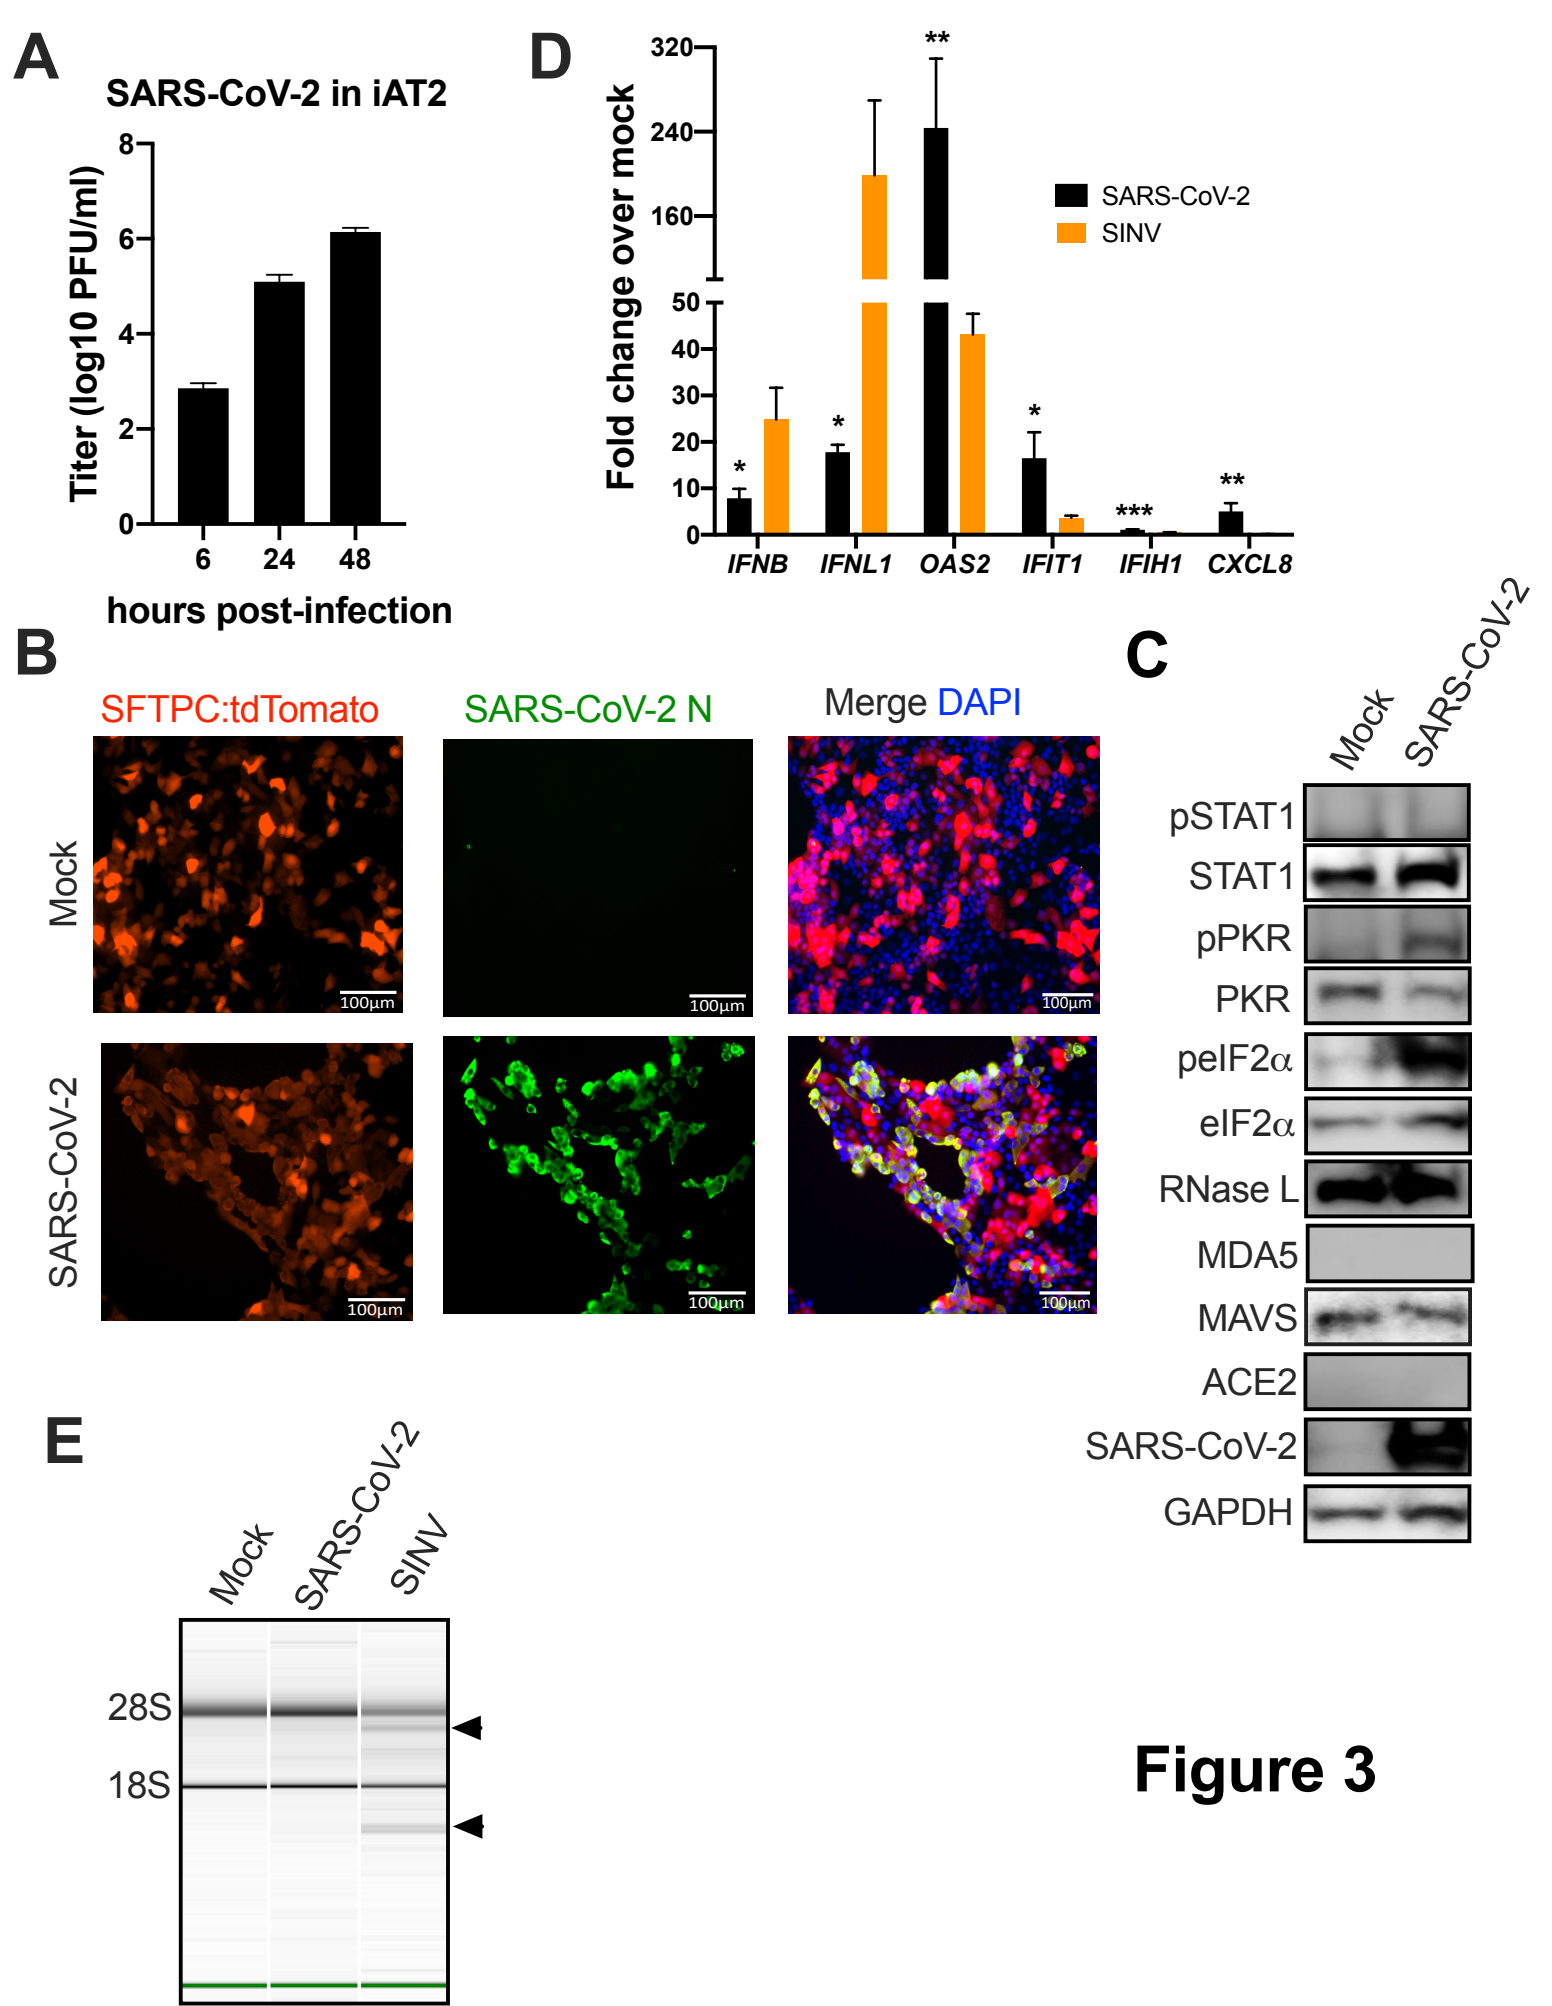 A
SARS-CoV-2 in iAT2
Titer (log10 PFU/ml)
8
6
4
2
0
6 24 48
hours post-infection
D
Fold change over mock
320
240
160
50
40
30
20
10
0
** 
* * * *** **
SARS-CoV-2
SINV
IFNB IFNL1 OAS2 IFIT1 IFIH1 CXCL8
B
SFTPC:tdTomato SARS-CoV-2 N Merge DAPI
Mock
100µm 100µm 100µm
SARS-CoV-2
100µm 100µm 100µm
C
Mock SARS-CoV-2
pSTAT1
STAT1
pPKR
PKR
peIF2α
eIF2α
RNase L
MDA5
MAVS
ACE2
SARS-CoV-2
GAPDH
E
Mock SARS-CoV-2 SINV
28S
18S
Figure 3